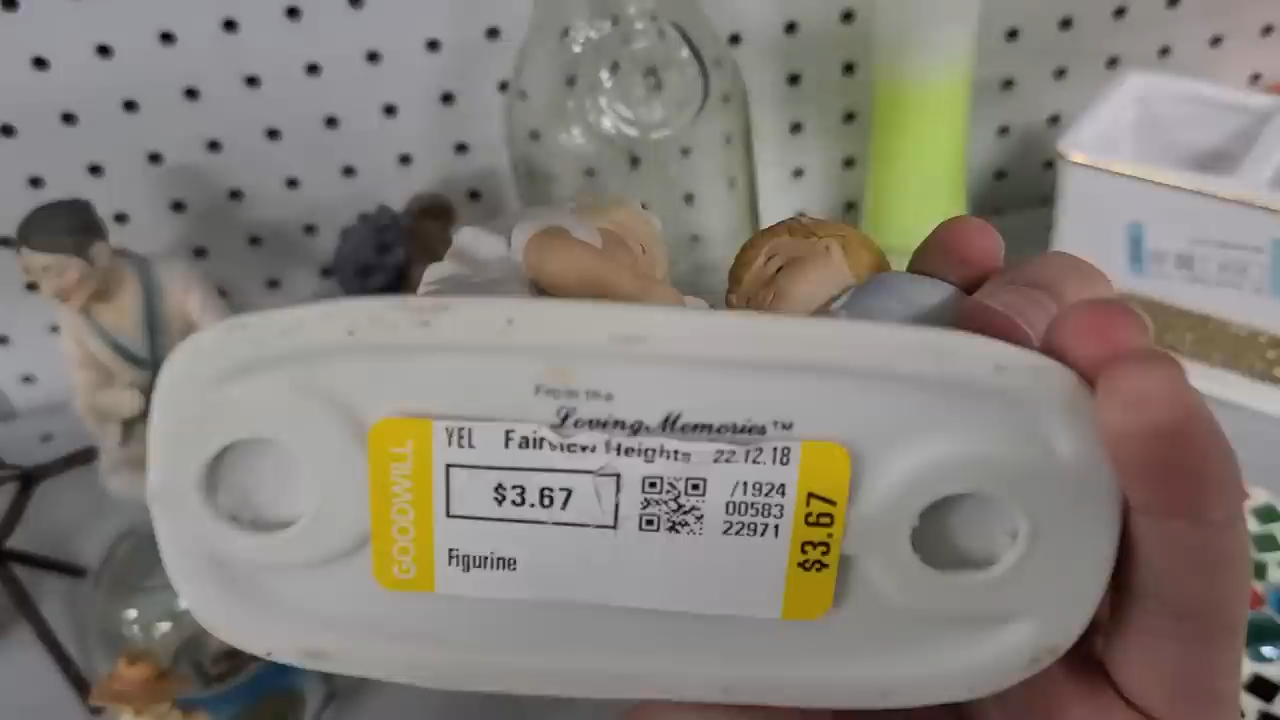 From the
Loving Memories™
YEL Fairview Heights 22.12.18
GOODWILL
$3.67
/1924
00583
22971
$3.67
Figurine